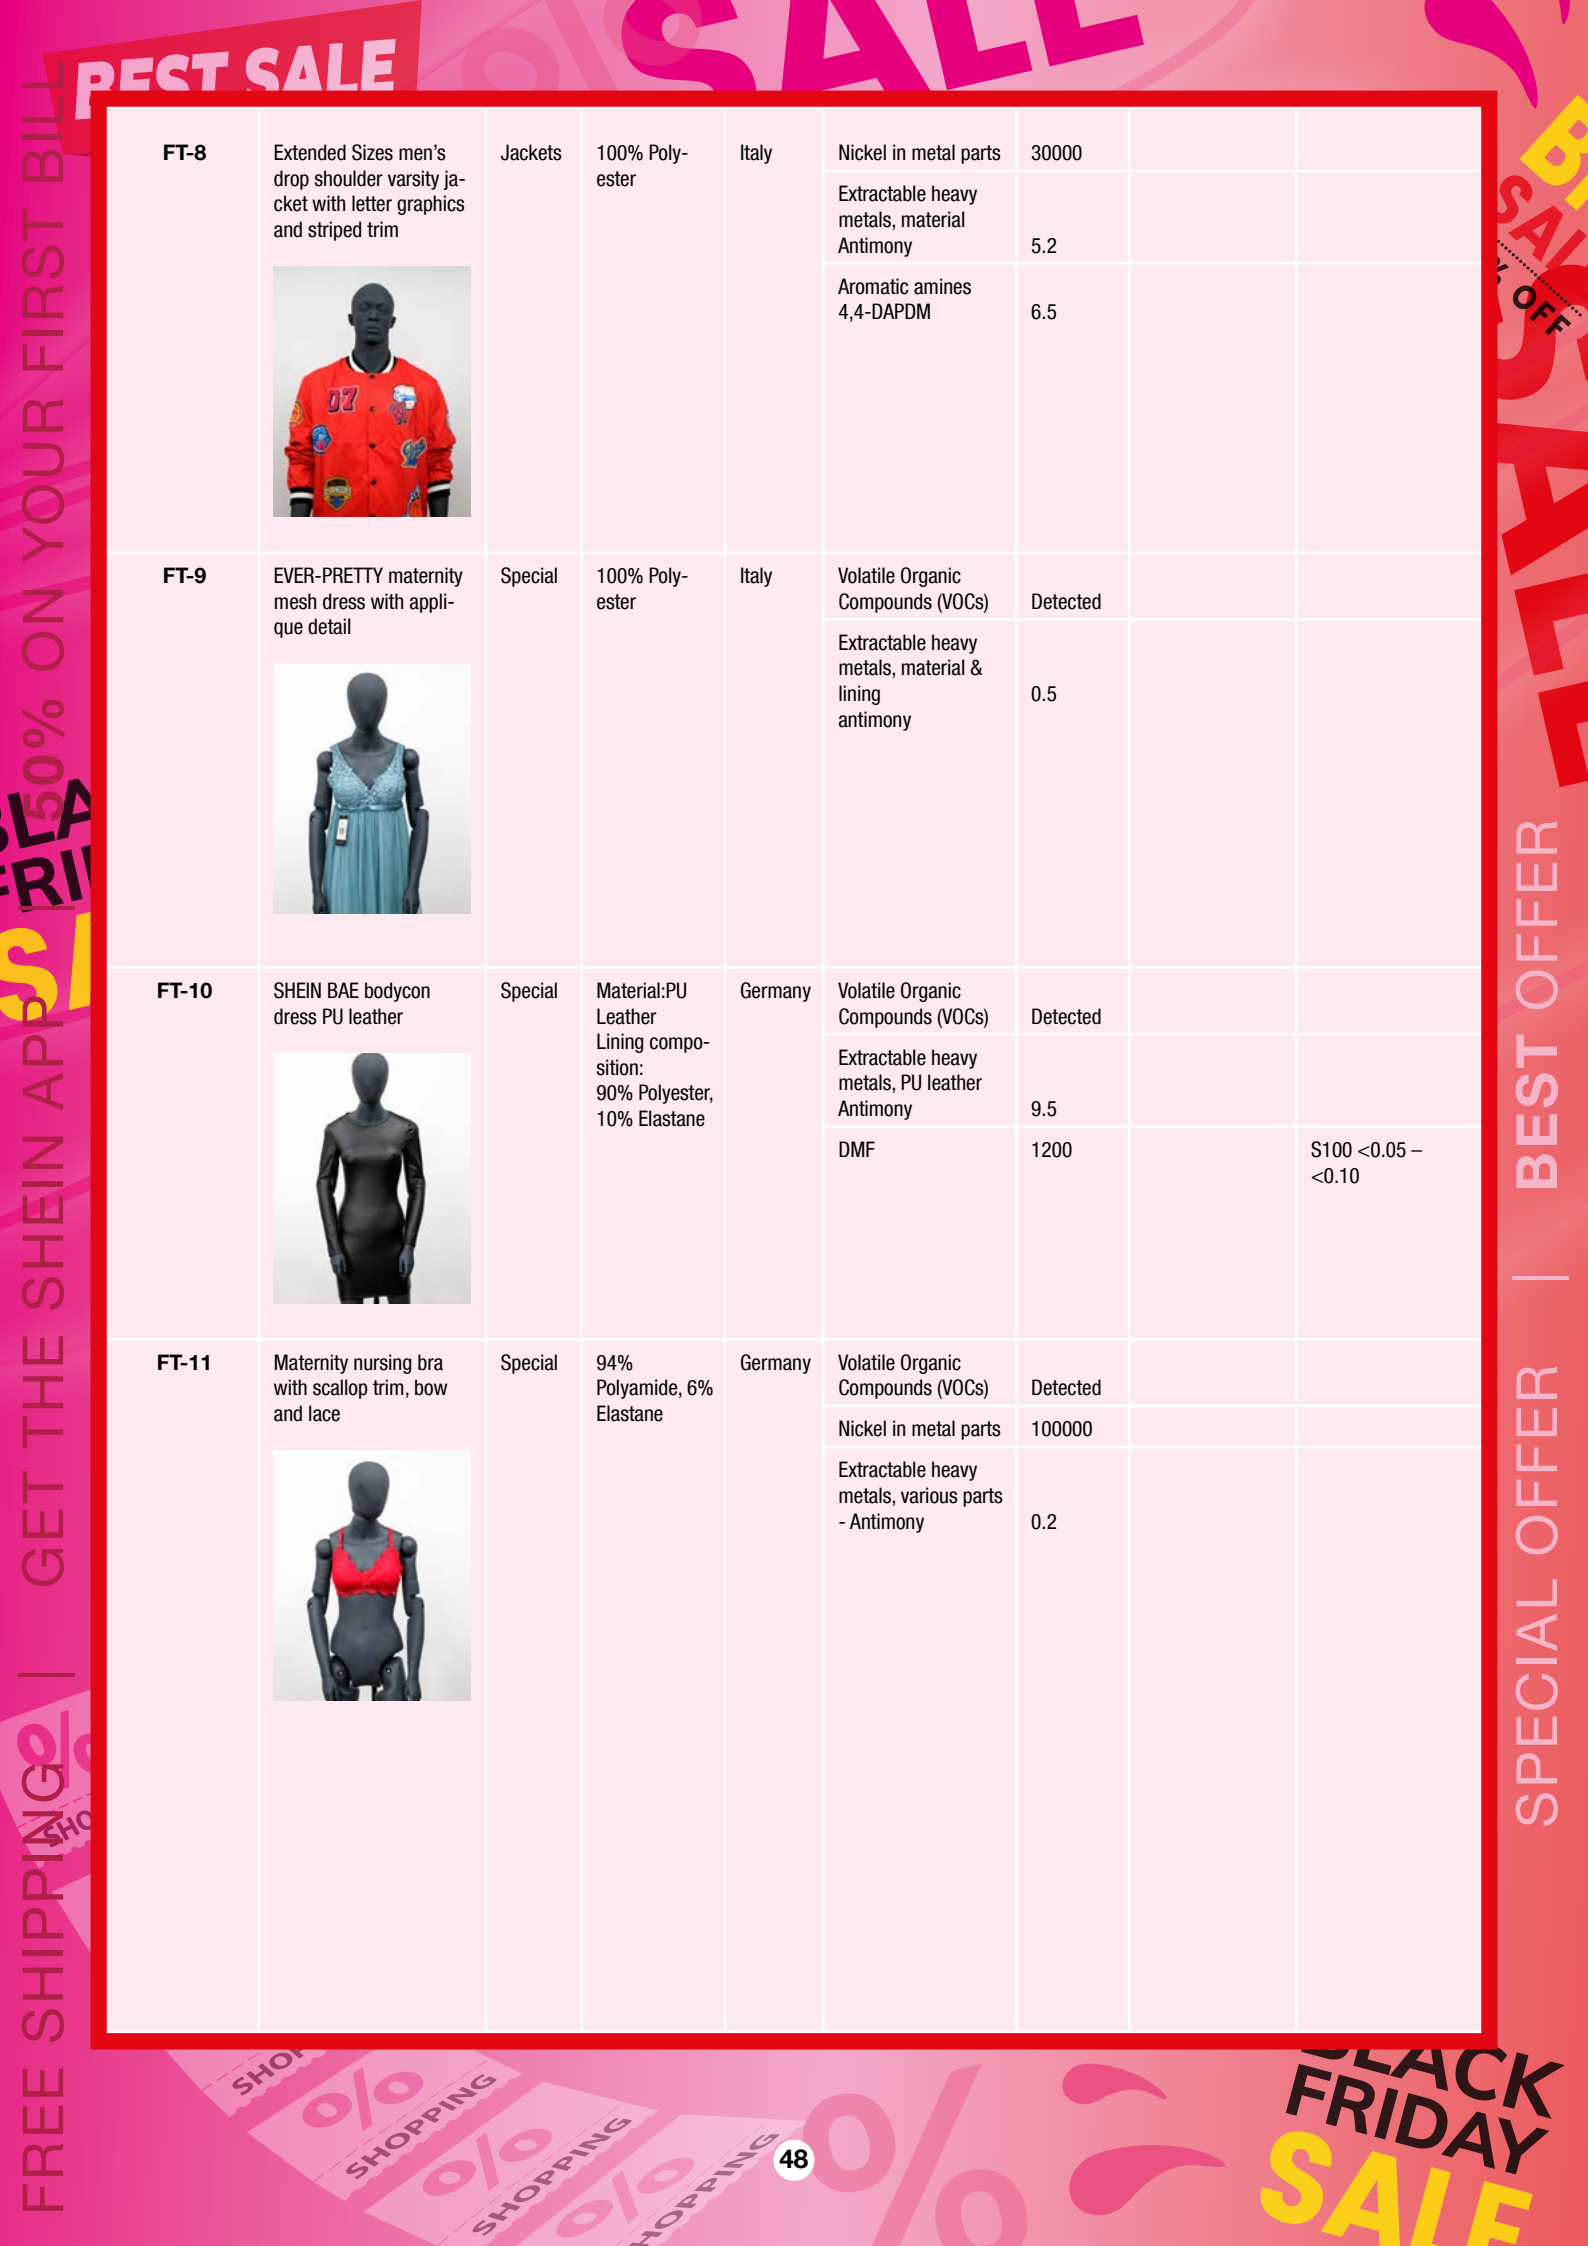 BEST SALE
SALE
FT-8
Extended Sizes men's
drop shoulder varsity ja-
cket with letter graphics
and striped trim
Jackets
100% Poly-
ester
Italy
Nickel in metal parts
30000
Extractable heavy
metals, material
Antimony
5.2
Aromatic amines
4,4-DAPDM
6.5
FT-9
EVER-PRETTY maternity
mesh dress with appli-
que detail
Special
100% Poly-
ester
Italy
Volatile Organic
Compounds (VOCs)
Detected
Extractable heavy
metals, material &
lining
antimony
0.5
FT-10
SHEIN BAE bodycon
dress PU leather
Special
Material:PU
Leather
Lining compo-
sition:
90% Polyester,
10% Elastane
Germany
Volatile Organic
Compounds (VOCs)
Detected
Extractable heavy
metals, PU leather
Antimony
9.5
DMF
1200
S100 <0.05 –
<0.10
FT-11
Maternity nursing bra
with scallop trim, bow
and lace
Special
94%
Polyamide, 6%
Elastane
Germany
Volatile Organic
Compounds (VOCs)
Detected
Nickel in metal parts
100000
Extractable heavy
metals, various parts
- Antimony
0.2
FREE SHIPPING | GET THE SHEIN APP | 50% ON YOUR FIRST BILL
SPECIAL OFFER | BEST OFFER
% OFF
SALE
SHOPPING
SHOPPING
SHOPPING
48
BLACK
FRIDAY
SALE